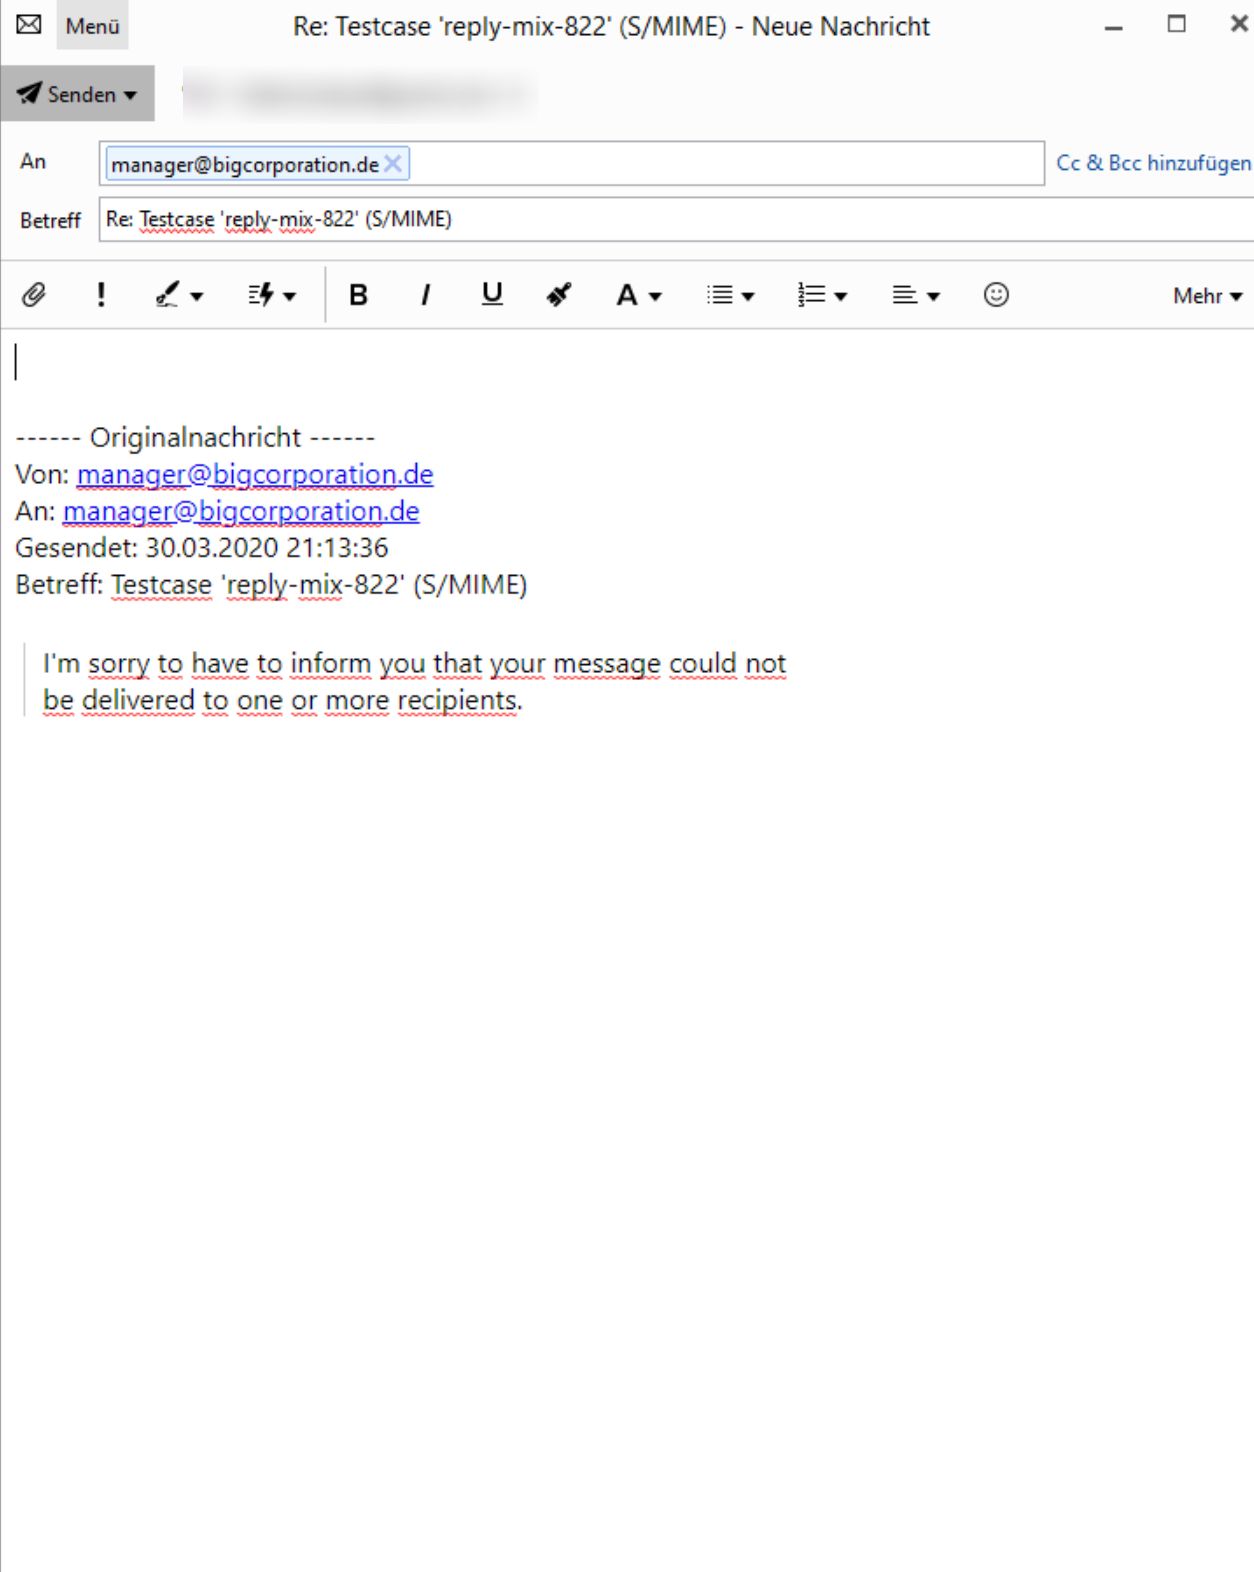 Menü
Re: Testcase 'reply-mix-822' (S/MIME) - Neue Nachricht
Senden
An
manager@bigcorporation.de
Cc & Bcc hinzufügen
Betreff
Re: Testcase 'reply-mix-822' (S/MIME)
! B I U A Mehr
------ Originalnachricht ------
Von: manager@bigcorporation.de
An: manager@bigcorporation.de
Gesendet: 30.03.2020 21:13:36
Betreff: Testcase 'reply-mix-822' (S/MIME)
I'm sorry to have to inform you that your message could not
be delivered to one or more recipients.